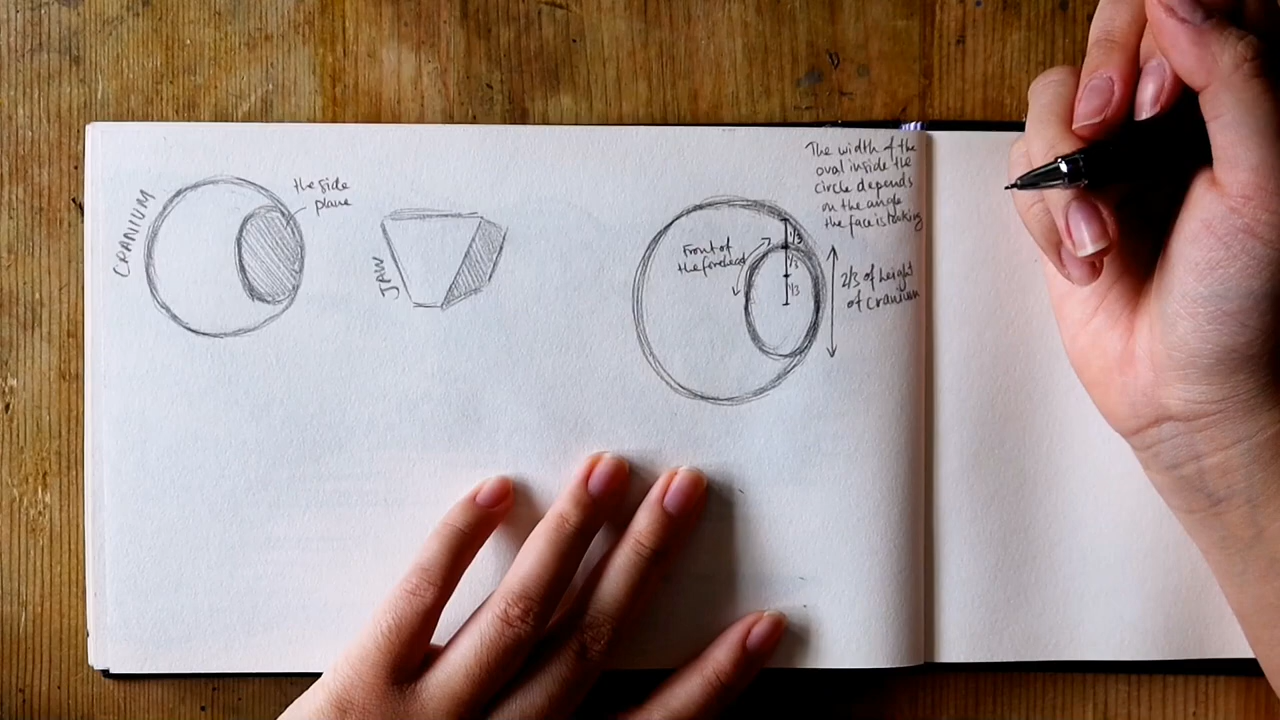 CRANIUM
the side
plane
JAW
Front of
the forehead
1/3
1/3
1/3
The width of the
oval inside the
circle depends
on the angle
the face is looking
2/3 of height
of cranium